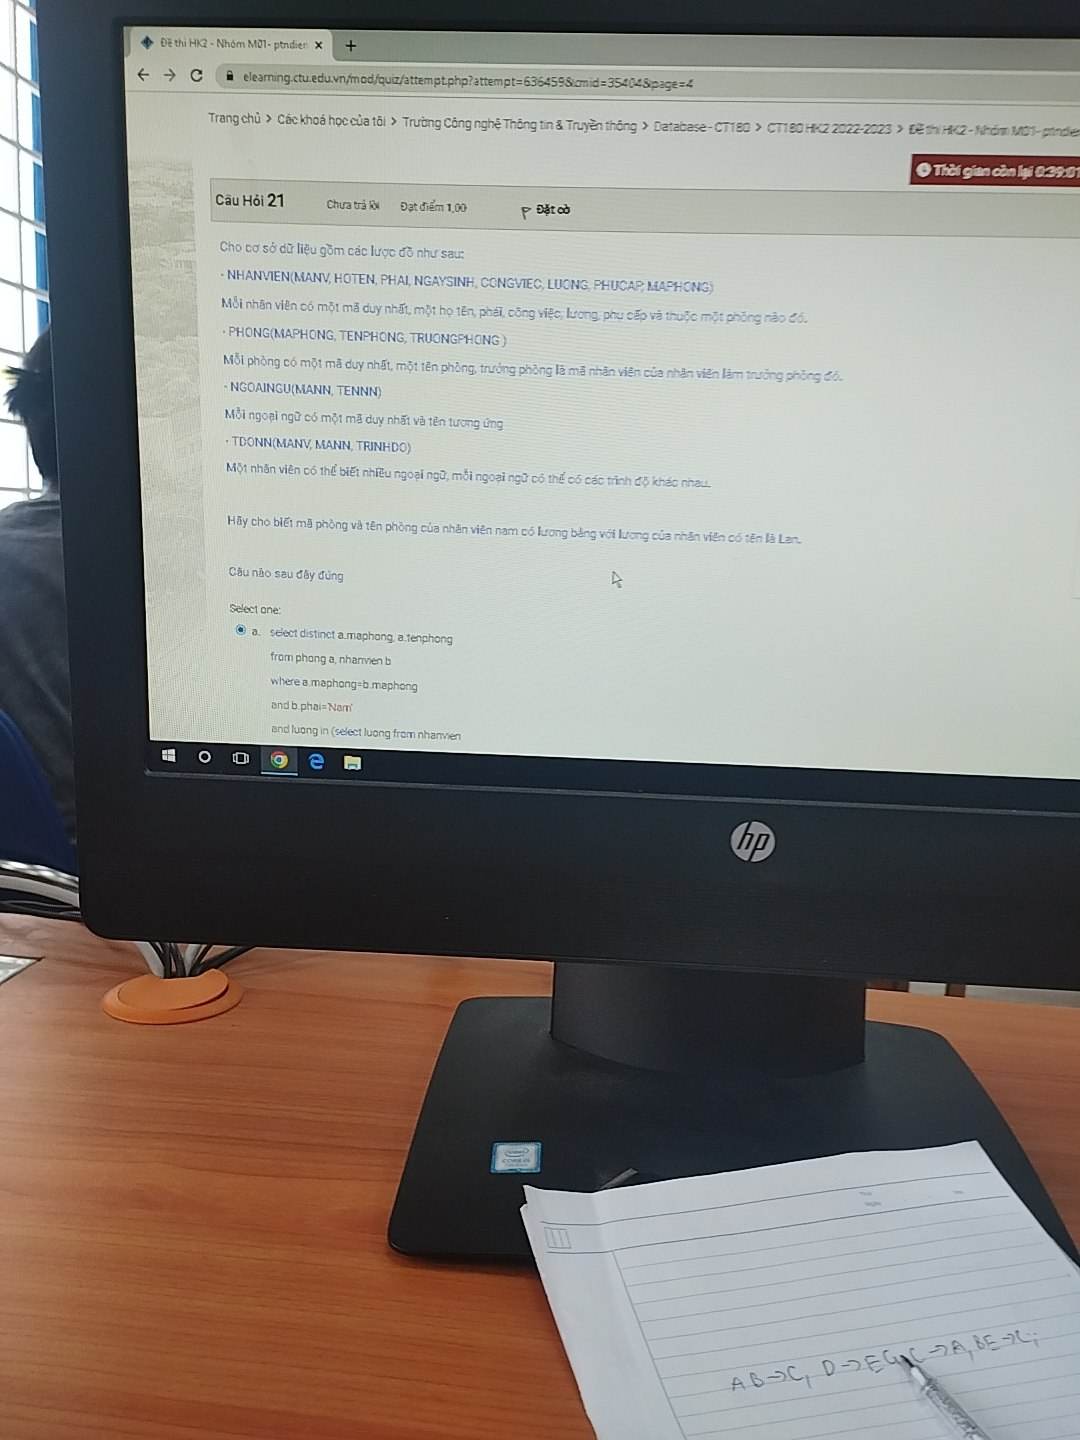 Đề thi HK2 - Nhóm M01- ptndien
elearning.ctu.edu.vn/mod/quiz/attempt.php?attempt=636459&cmid=35404&page=4
Trang chủ > Các khoá học của tôi > Trường Công nghệ Thông tin & Truyền thông > Database - CT180 > CT180 HK2 2022-2023 > Đề thi HK2 - Nhóm M01- ptndie
Thời gian còn lại 0:39:01
Câu Hỏi 21 Chưa trả lời Đạt điểm 1,00 Đặt cờ
Cho cơ sở dữ liệu gồm các lược đồ như sau:
- NHANVIEN(MANV, HOTEN, PHAI, NGAYSINH, CONGVIEC, LUONG, PHUCAP, MAPHONG)
Mỗi nhân viên có một mã duy nhất, một họ tên, phái, công việc, lương, phụ cấp và thuộc một phòng nào đó.
- PHONG(MAPHONG, TENPHONG, TRUONGPHONG )
Mỗi phòng có một mã duy nhất, một tên phòng, trưởng phòng là mã nhân viên của nhân viên làm trưởng phòng đó.
- NGOAINGU(MANN, TENNN)
Mỗi ngoại ngữ có một mã duy nhất và tên tương ứng
- TDONN(MANV, MANN, TRINHDO)
Một nhân viên có thể biết nhiều ngoại ngữ, mỗi ngoại ngữ có thể có các trình độ khác nhau.
Hãy cho biết mã phòng và tên phòng của nhân viên nam có lương bằng với lương của nhân viên có tên là Lan.
Câu nào sau đây đúng
Select one:
a. select distinct a.maphong, a.tenphong
from phong a, nhanvien b
where a.maphong=b.maphong
and b.phai='Nam'
and luong in (select luong from nhanvien
hp
AB→C, D→EG, C→A, BE→C;